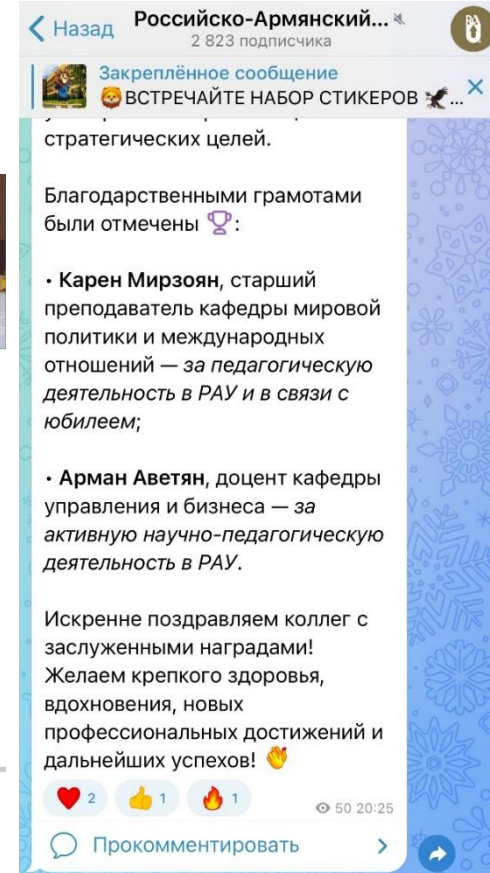 Назад
Российско-Армянский...
2 823 подписчика
Закреплённое сообщение
ВСТРЕЧАЙТЕ НАБОР СТИКЕРОВ ...
стратегических целей.
Благодарственными грамотами
были отмечены 🏆:
• Карен Мирзоян, старший
преподаватель кафедры мировой
политики и международных
отношений — за педагогическую
деятельность в РАУ и в связи с
юбилеем;
• Арман Аветян, доцент кафедры
управления и бизнеса — за
активную научно-педагогическую
деятельность в РАУ.
Искренне поздравляем коллег с
заслуженными наградами!
Желаем крепкого здоровья,
вдохновения, новых
профессиональных достижений и
дальнейших успехов! 👏
❤️ 2 👍 1 🔥 1 50 20:25
Прокомментировать